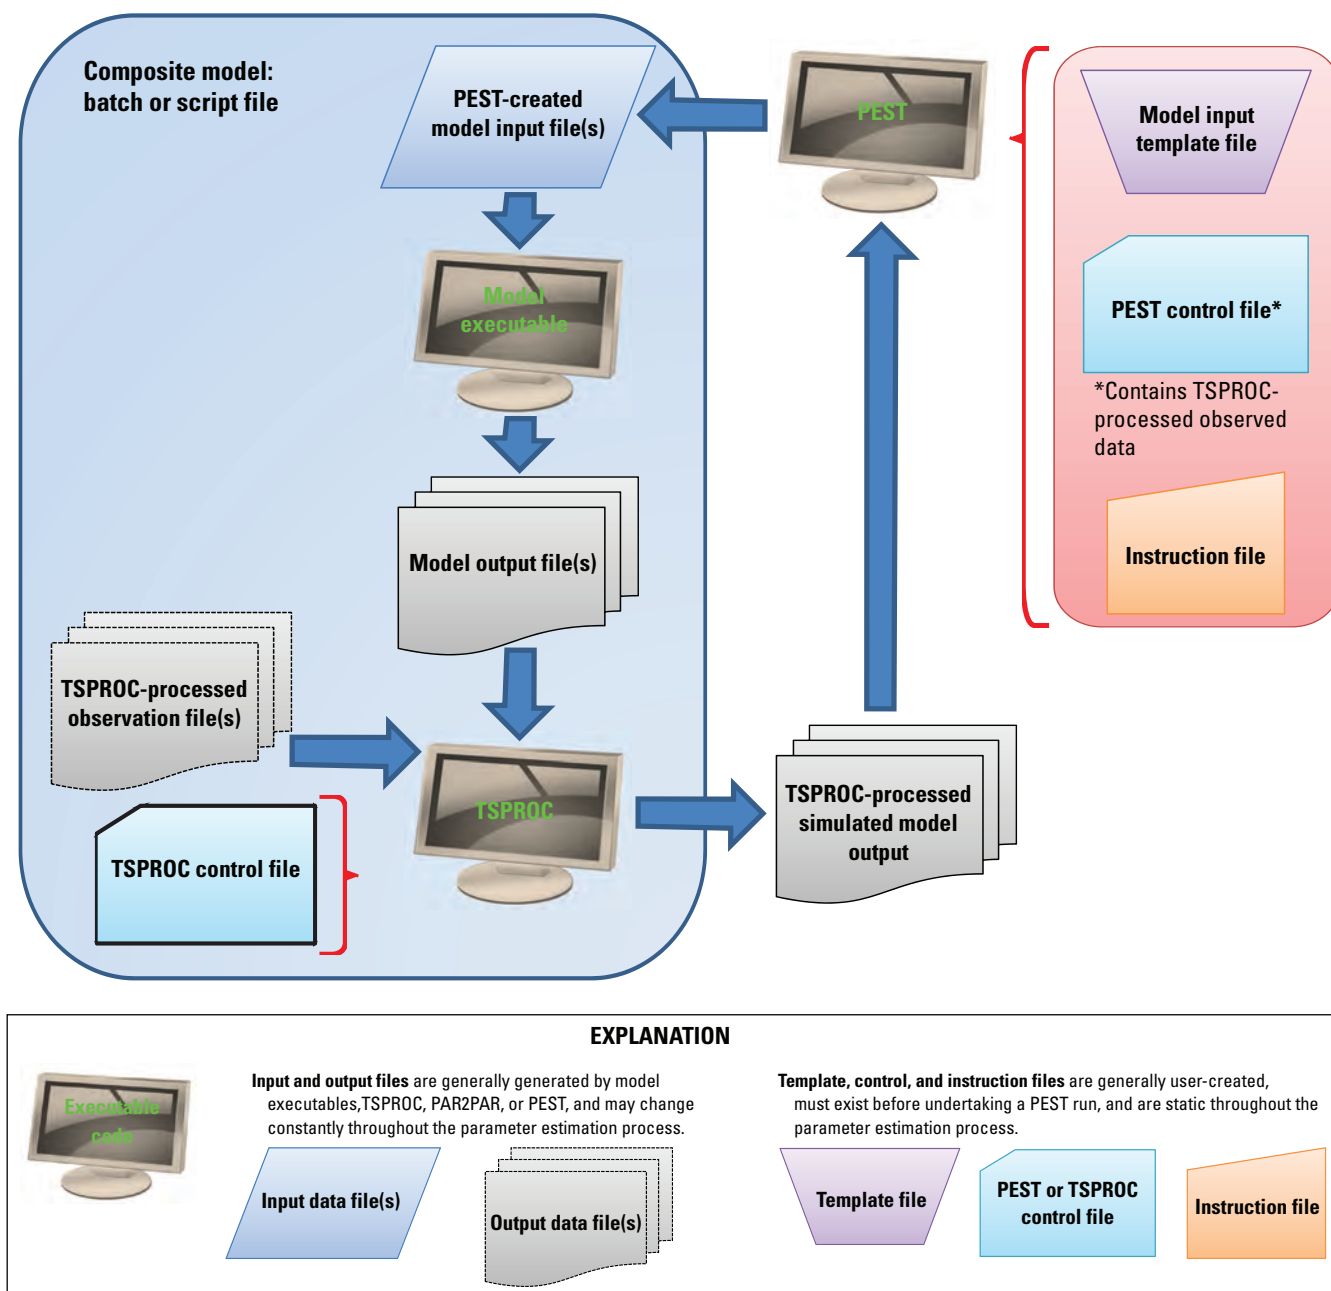 Composite model:
batch or script file
PEST-created
model input file(s)
PEST
Model input
template file
Model
executable
PEST control file*
*Contains TSPROC-
processed observed
data
Model output file(s)
Instruction file
TSPROC-processed
observation file(s)
TSPROC
TSPROC-processed
simulated model
output
TSPROC control file
EXPLANATION
Executable
code
Input and output files are generally generated by model
executables,TSPROC, PAR2PAR, or PEST, and may change
constantly throughout the parameter estimation process.
Input data file(s)
Output data file(s)
Template, control, and instruction files are generally user-created,
must exist before undertaking a PEST run, and are static throughout the
parameter estimation process.
Template file
PEST or TSPROC
control file
Instruction file